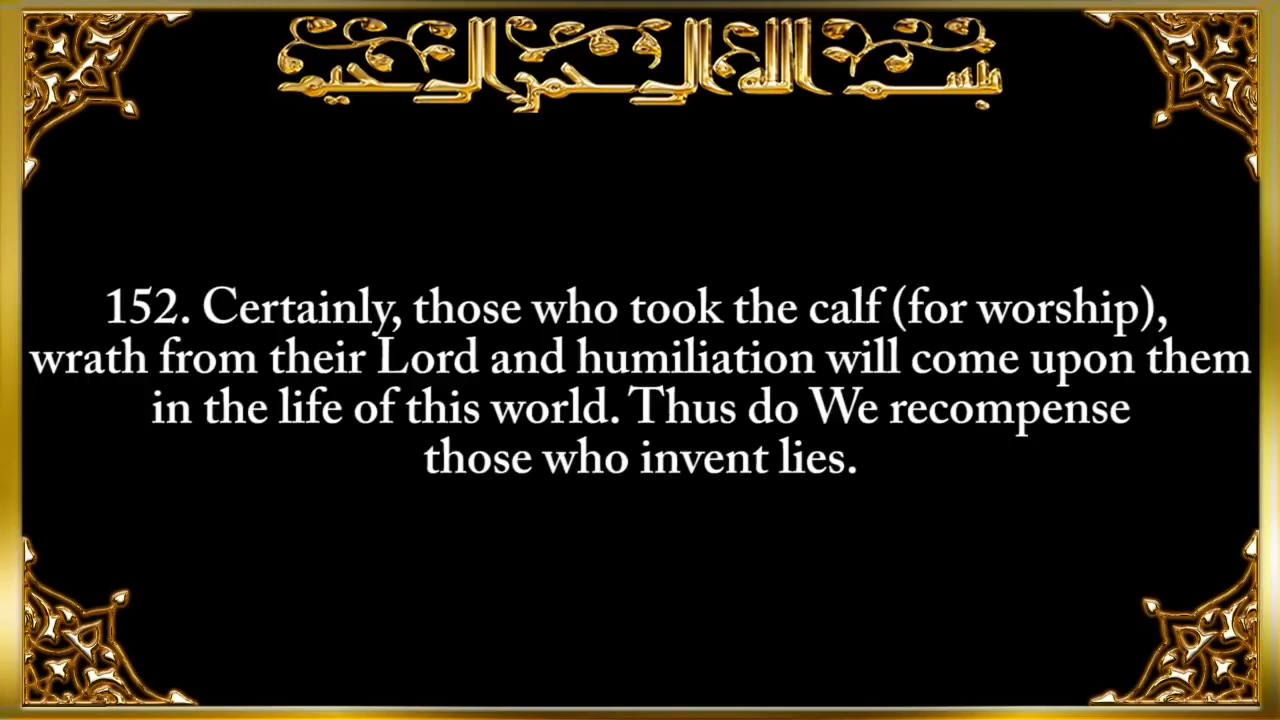 بسم الله الرحمن الرحيم
152. Certainly, those who took the calf (for worship),
wrath from their Lord and humiliation will come upon them
in the life of this world. Thus do We recompense
those who invent lies.